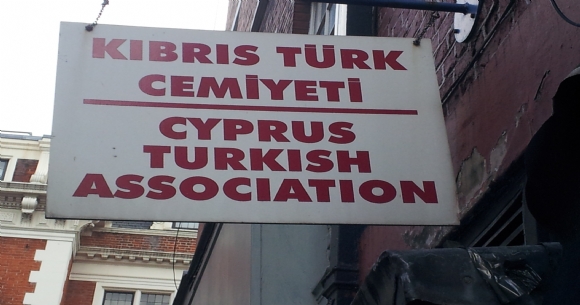 KIBRIS TÜRK
CEMİYETİ
CYPRUS
TURKISH
ASSOCIATION